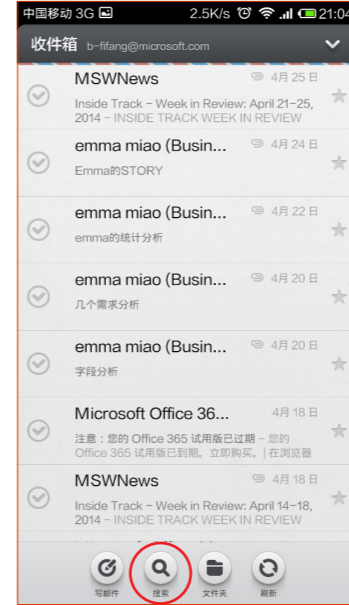 中国移动 3G 2.5K/s 21:04
收件箱 b-fifang@microsoft.com
MSWNews 4月 25 日
Inside Track – Week in Review: April 21–25,
2014 – INSIDE TRACK WEEK IN REVIEW
emma miao (Busin... 4月 24 日
Emma的STORY
emma miao (Busin... 4月 22 日
emma的统计分析
emma miao (Busin... 4月 20 日
几个需求分析
emma miao (Busin... 4月 20 日
字段分析
Microsoft Office 36... 4月 18 日
注意：您的 Office 365 试用版已过期 – 您的
Office 365 试用版已到期。立即购买。| 在浏览器
MSWNews 4月 18 日
Inside Track – Week in Review: April 14–18,
2014 – INSIDE TRACK WEEK IN REVIEW
写邮件 搜索 文件夹 刷新